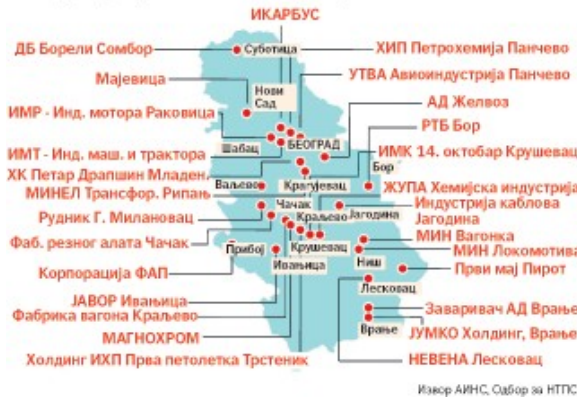 ИКАРБУС
ДБ Борели Сомбор
Суботица
ХИП Петрохемија Панчево
Мајевица
Нови
Сад
УТВА Авиоиндустрија Панчево
ИМР - Инд. мотора Раковица
АД Желвоз
Шабац
БЕОГРАД
РТБ Бор
ИМТ - Инд. маш. и трактора
ИМК 14. октобар Крушевац
Бор
ХК Петар Драпшин Младен.
Ваљево
Крагујевац
МИНЕЛ Трансфор. Рипањ
ЖУПА Хемијска индустрија
Чачак
Краљево
Јагодина
Индустрија каблова
Јагодина
Рудник Г. Милановац
Фаб. резног алата Чачак
Прибој
Крушевац
МИН Вагонка
Ивањица
Ниш
МИН Локомотива
Корпорација ФАП
Први мај Пирот
Лесковац
ЈАВОР Ивањица
Фабрика вагона Краљево
Заваривач АД Врање
МАГНОХРОМ
Врање
ЈУМКО Холдинг, Врање
Холдинг ИХП Прва петолетка Трстеник
НЕВЕНА Лесковац
Извор АИНС, Одбор за НТПС